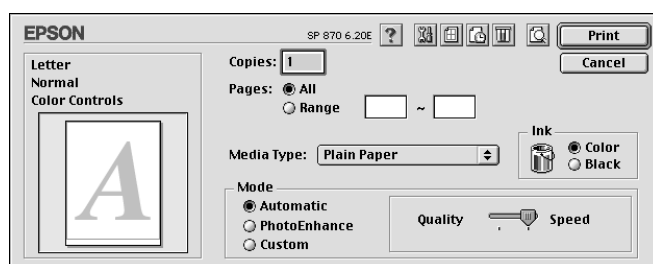 EPSON
SP 870 6.20E ?
Print
Cancel
Letter
Normal
Color Controls
A
Copies: 1
Pages: All
Range ~
Media Type: Plain Paper
Ink
Color
Black
Mode
Automatic
PhotoEnhance
Custom
Quality Speed